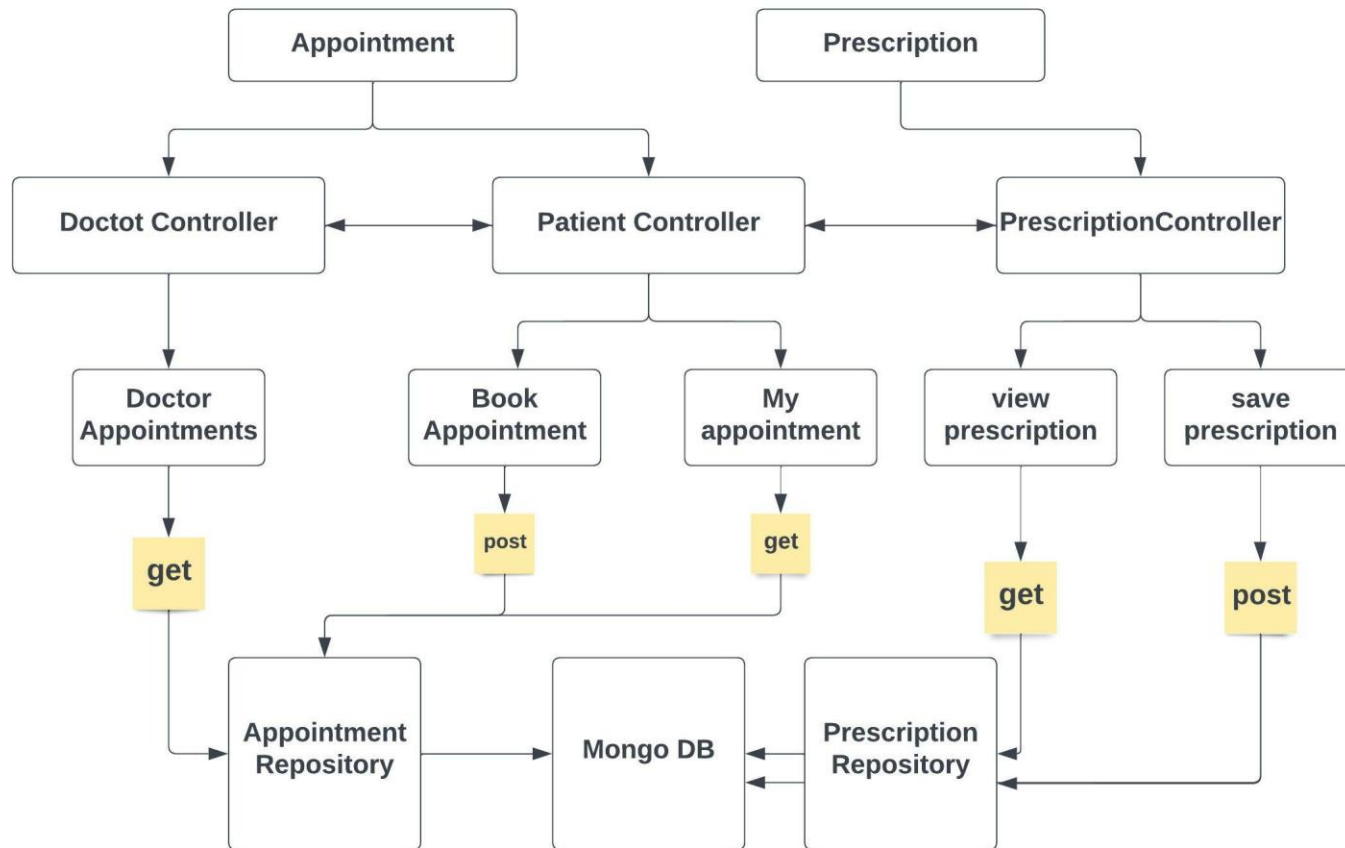 Appointment
Prescription
Doctot Controller
Patient Controller
PrescriptionController
Doctor
Appointments
Book
Appointment
My
appointment
view
prescription
save
prescription
get
post
get
get
post
Appointment
Repository
Mongo DB
Prescription
Repository